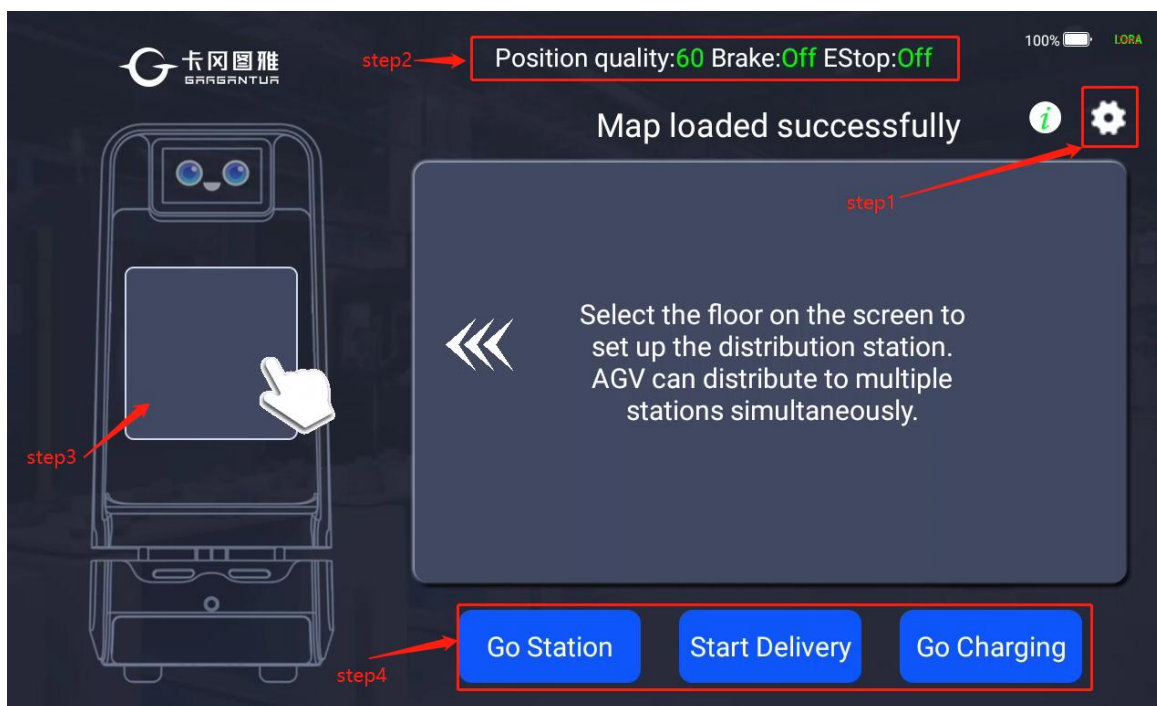 卡冈图雅
GARGANTUA
step2
Position quality:60 Brake:Off EStop:Off
100%
LORA
Map loaded successfully
i
step1
Select the floor on the screen to
set up the distribution station.
AGV can distribute to multiple
stations simultaneously.
step3
Go Station
Start Delivery
Go Charging
step4